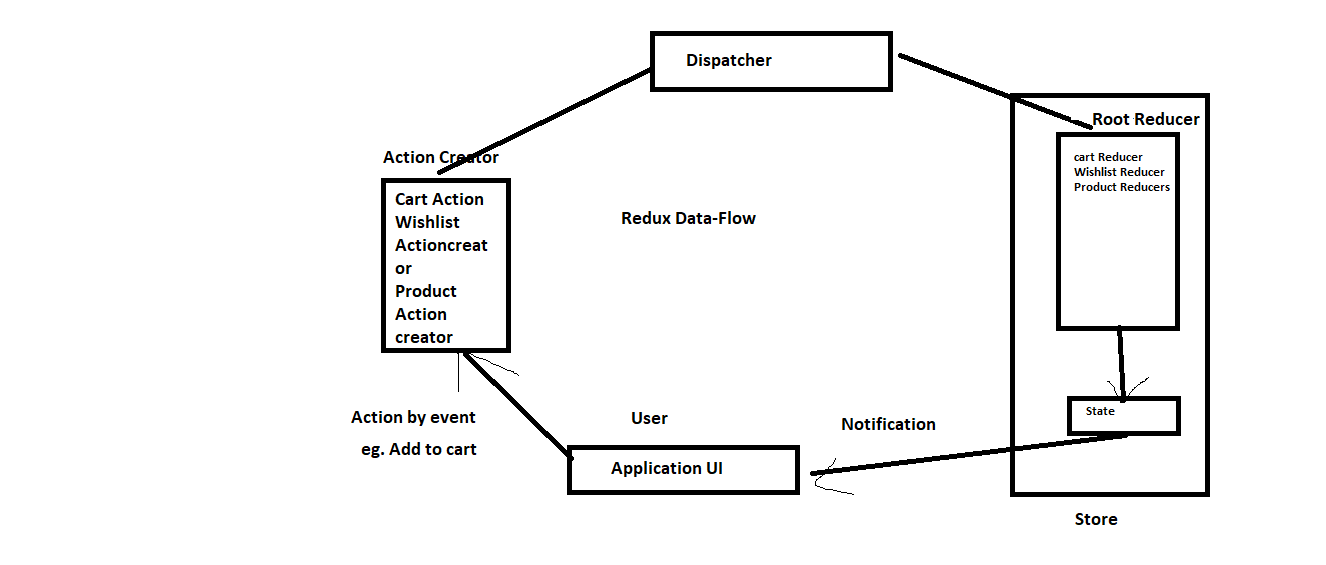 Dispatcher
Root Reducer
cart Reducer
Wishlist Reducer
Product Reducers
Action Creator
Cart Action
Wishlist
Actioncreat
or
Product
Action
creator
Redux Data-Flow
State
Action by event
eg. Add to cart
User
Notification
Application UI
Store